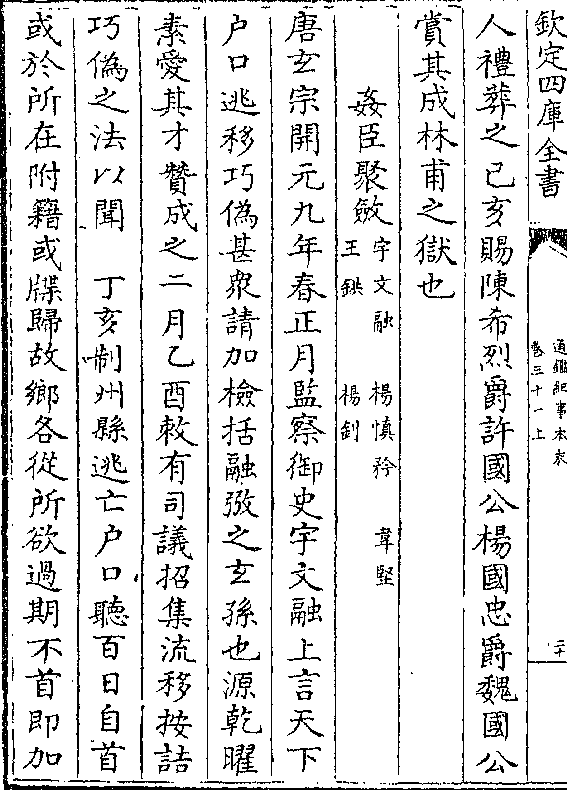 欽定四庫全書
通鑑紀事本末
卷三十一上
二十
人禮葬之己亥賜陳希烈爵許國公楊國忠爵魏國公
賞其成林甫之獄也
姦臣聚斂
宇文融 楊慎矜 韋堅
王鉷 楊釗
唐玄宗開元九年春正月監察御史宇文融上言天下
户口逃移巧偽甚衆請加檢括融弢之玄孫也源乾曜
素愛其才贊成之二月乙酉敕有司議招集流移按詰
巧偽之法以聞 丁亥制州縣逃亡户口聽百日自首
或於所在附籍或牒歸故鄉各從所欲過期不首即加